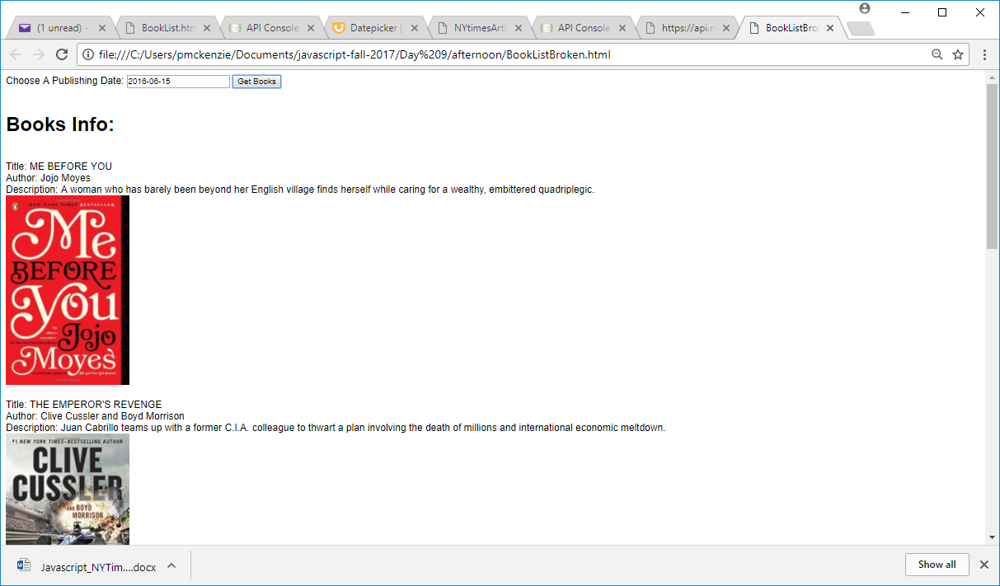 (1 unread) -
BookList.htm
API Console
Datepicker |
NYtimesArti
API Console
https://api.n
BookListBro
file:///C:/Users/pmckenzie/Documents/javascript-fall-2017/Day%209/afternoon/BookListBroken.html
Choose A Publishing Date: 2016-06-15 Get Books
Books Info:
Title: ME BEFORE YOU
Author: Jojo Moyes
Description: A woman who has barely been beyond her English village finds herself while caring for a wealthy, embittered quadriplegic.
NEW YORK TIMES BESTSELLER
Me
BEFORE
You
Jojo
Moyes
Title: THE EMPEROR'S REVENGE
Author: Clive Cussler and Boyd Morrison
Description: Juan Cabrillo teams up with a former C.I.A. colleague to thwart a plan involving the death of millions and international economic meltdown.
#1 NEW YORK TIMES-BESTSELLING AUTHOR
CLIVE
CUSSLER
AND BOYD
MORRISON
Javascript_NYTim....docx
Show all